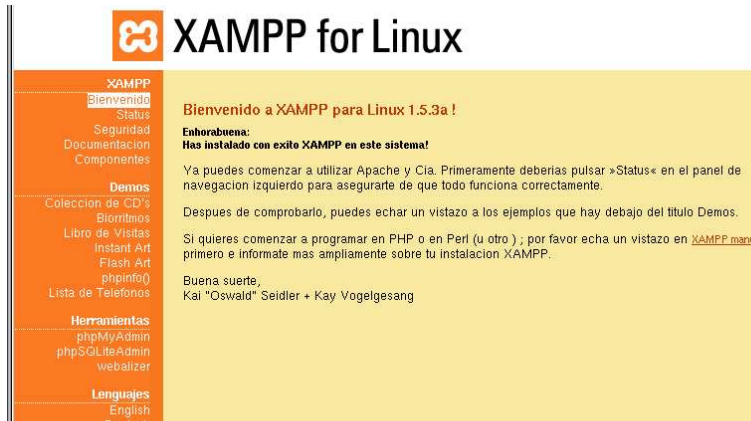 XAMPP for Linux
XAMPP
Bienvenido
Status
Seguridad
Documentacion
Componentes
Demos
Coleccion de CD's
Biorritmos
Libro de Visitas
Instant Art
Flash Art
phpinfo()
Lista de Telefonos
Herramientas
phpMyAdmin
phpSQLiteAdmin
webalizer
Lenguajes
English
Bienvenido a XAMPP para Linux 1.5.3a !
Enhorabuena:
Has instalado con exito XAMPP en este sistema!
Ya puedes comenzar a utilizar Apache y Cia. Primeramente deberias pulsar »Status« en el panel de
navegacion izquierdo para asegurarte de que todo funciona correctamente.
Despues de comprobarlo, puedes echar un vistazo a los ejemplos que hay debajo del titulo Demos.
Si quieres comenzar a programar en PHP o en Perl (u otro ) ; por favor echa un vistazo en XAMPP man
primero e informate mas ampliamente sobre tu instalacion XAMPP.
Buena suerte,
Kai "Oswald" Seidler + Kay Vogelgesang